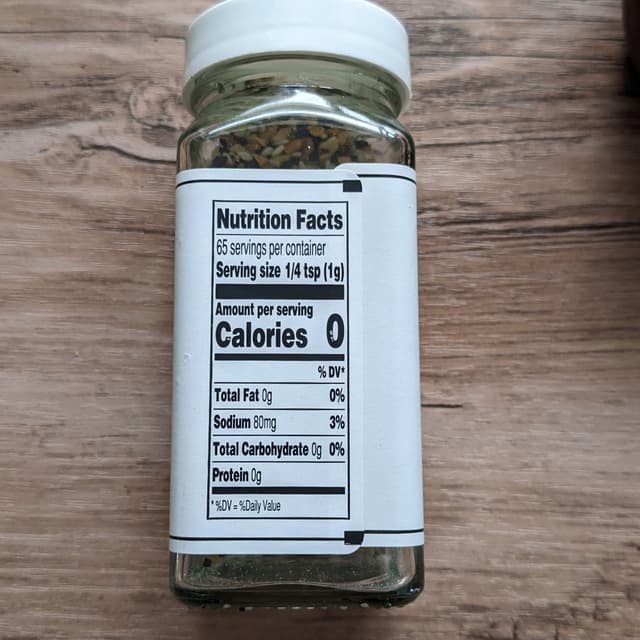 Nutrition Facts
65 servings per container
Serving size 1/4 tsp (1g)
Amount per serving
Calories 0
% DV*
Total Fat 0g 0%
Sodium 80mg 3%
Total Carbohydrate 0g 0%
Protein 0g
* %DV = %Daily Value